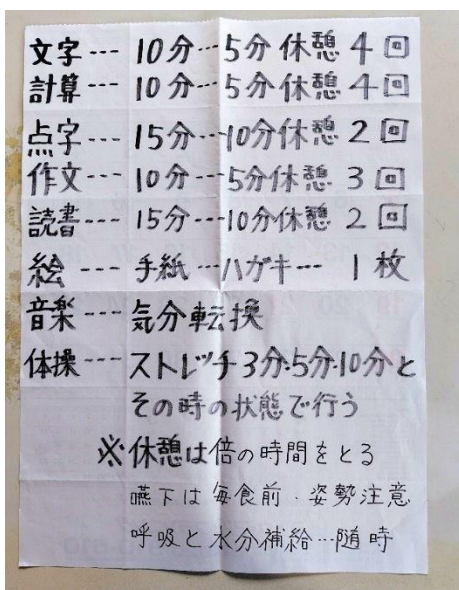 文字--- 10分…5分休憩 4回
計算--- 10分…5分休憩 4回
点字--- 15分…10分休憩 2回
作文--- 10分…5分休憩 3回
読書--- 15分…10分休憩 2回
絵 --- 手紙…ハガキ… 1枚
音楽--- 気分転換
体操--- ストレッチ3分・5分・10分と
その時の状態で行う
※休憩は倍の時間をとる
嚥下は毎食前・姿勢注意
呼吸と水分補給…随時